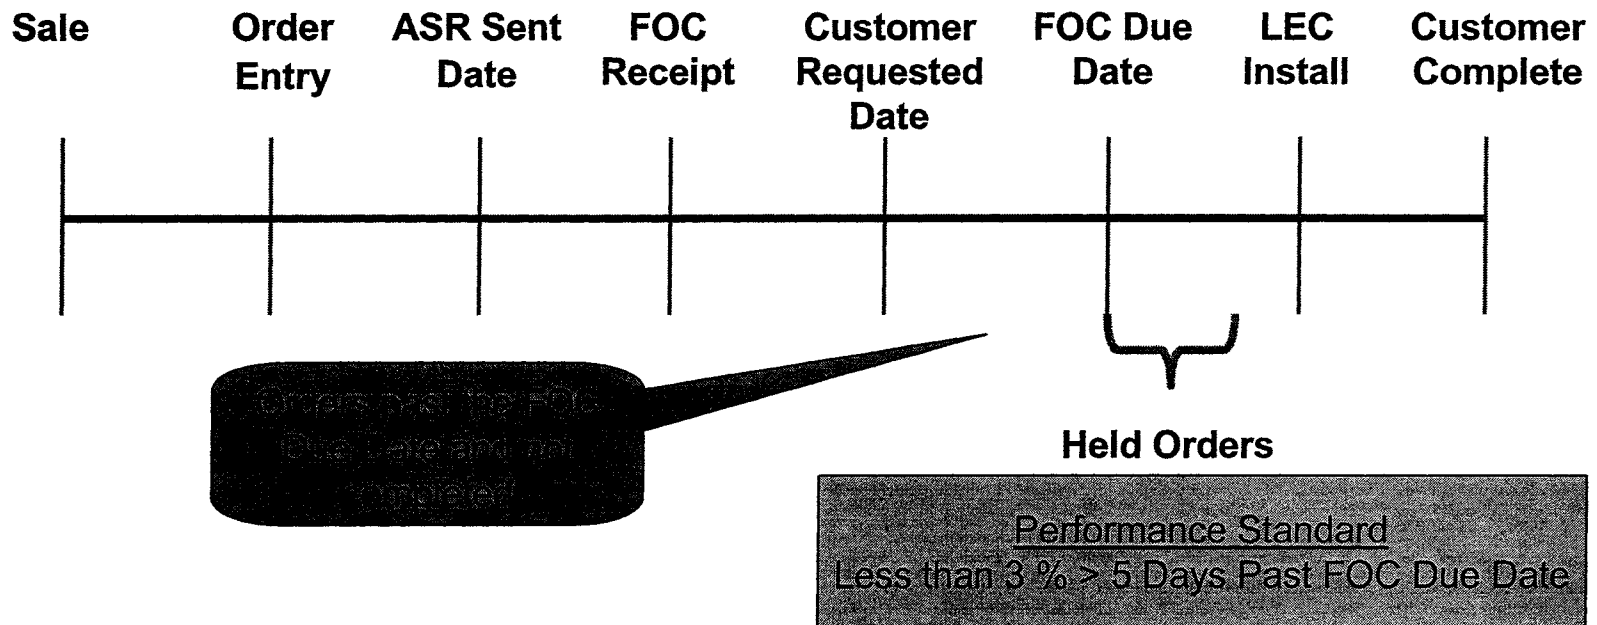 Sale
Order
Entry
ASR Sent
Date
FOC
Receipt
Customer
Requested
Date
FOC Due
Date
LEC
Install
Customer
Complete
Orders past the FOC
Due Date and not
completed
Held Orders
Performance Standard
Less than 3 % > 5 Days Past FOC Due Date